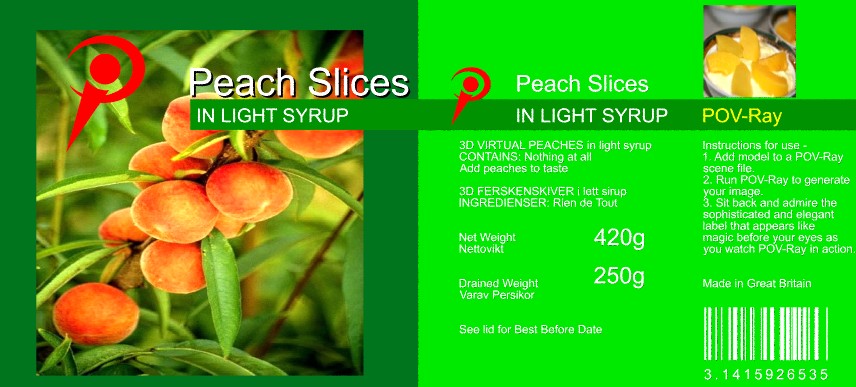 Peach Slices
IN LIGHT SYRUP
Peach Slices
IN LIGHT SYRUP
3D VIRTUAL PEACHES in light syrup
CONTAINS: Nothing at all
Add peaches to taste
3D FERSKENSKIVER i lett sirup
INGREDIENSER: Rien de Tout
Net Weight
Nettovikt
420g
Drained Weight
Varav Persikor
250g
See lid for Best Before Date
POV-Ray
Instructions for use -
1. Add model to a POV-Ray
scene file.
2. Run POV-Ray to generate
your image.
3. Sit back and admire the
sophisticated and elegant
label that appears like
magic before your eyes as
you watch POV-Ray in action.
Made in Great Britain
3.1415926535